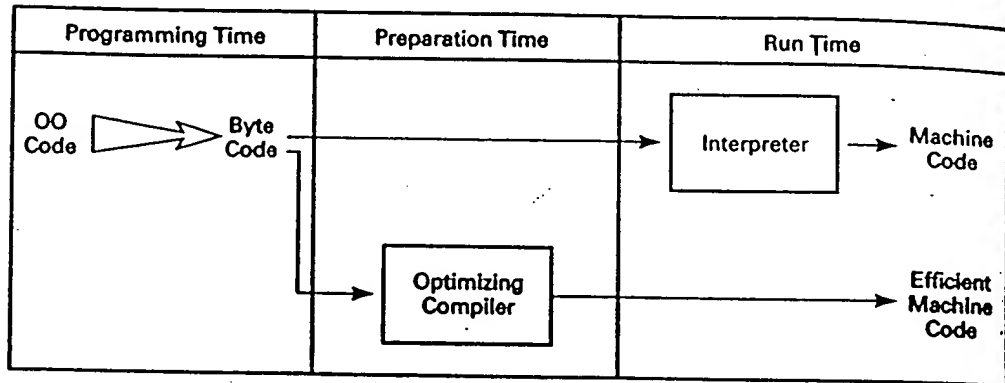 Programming Time
Preparation Time
Run Time
OO
Code
Byte
Code
Interpreter
Machine
Code
Optimizing
Compiler
Efficient
Machine
Code